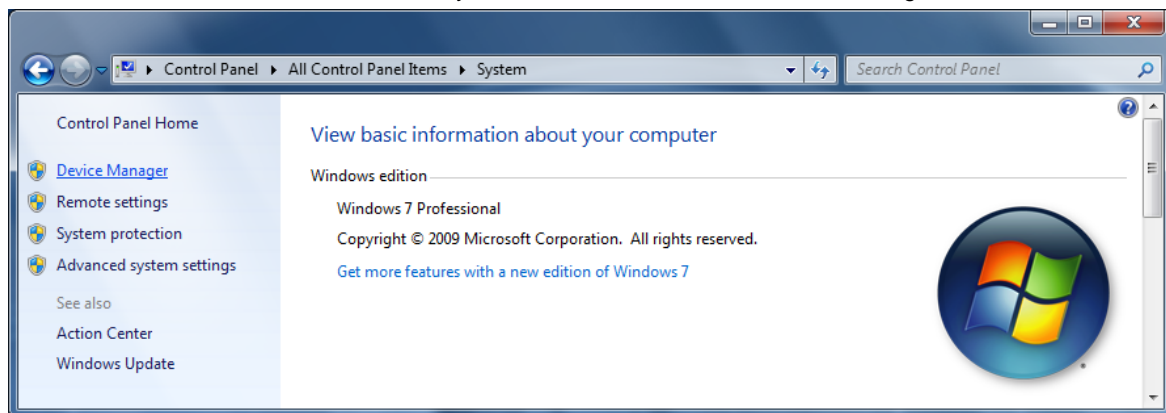 Control Panel ▸ All Control Panel Items ▸ System
Search Control Panel
Control Panel Home
Device Manager
Remote settings
System protection
Advanced system settings
See also
Action Center
Windows Update
View basic information about your computer
Windows edition
Windows 7 Professional
Copyright © 2009 Microsoft Corporation. All rights reserved.
Get more features with a new edition of Windows 7